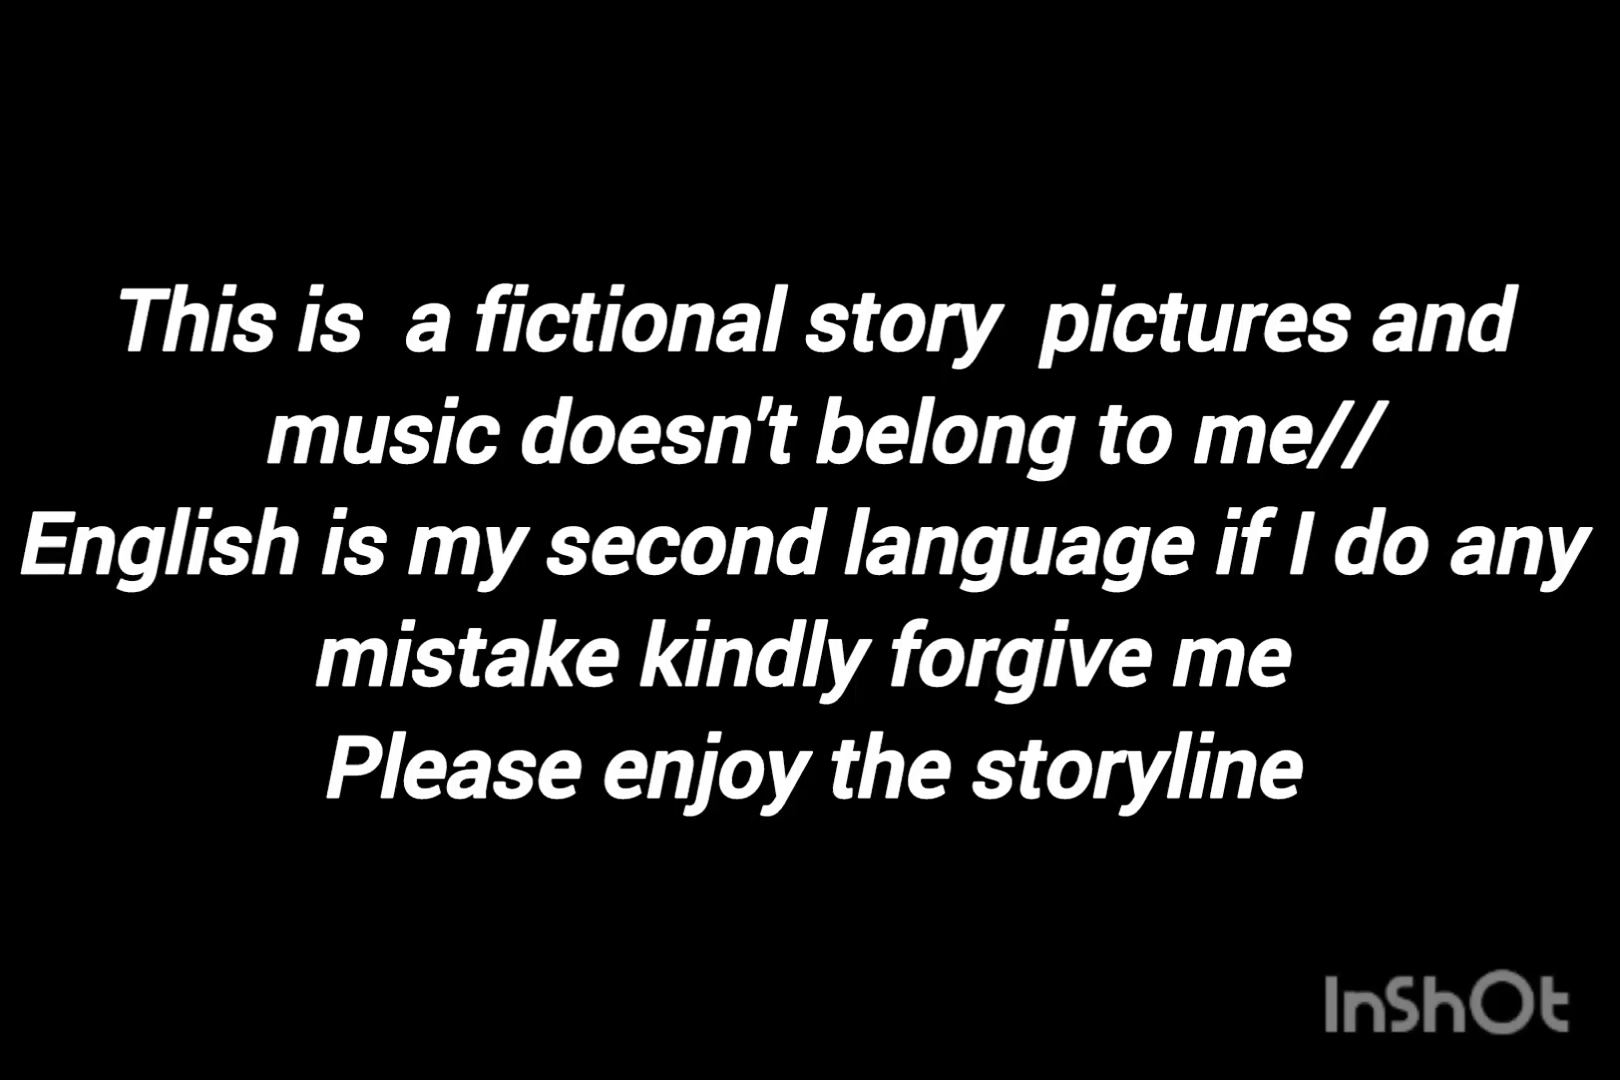 This is  a fictional story  pictures and
music doesn't belong to me//
English is my second language if I do any
mistake kindly forgive me
Please enjoy the storyline
InShOt